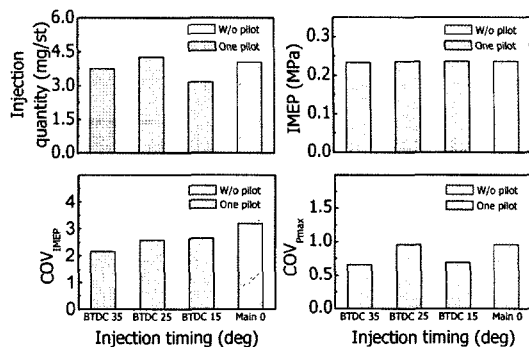 Injection
quantity (mg/st)
6.0
4.5
3.0
1.5
0.0
W/o pilot
One pilot
IMEP (MPa)
0.3
0.2
0.1
0.0
W/o pilot
One pilot
COV IMEP
4
3
2
1
0
W/o pilot
One pilot
BTDC 35 BTDC 25 BTDC 15 Main 0
Injection timing (deg)
COV Pmax
1.5
1.0
0.5
0.0
W/o pilot
One pilot
BTDC 35 BTDC 25 BTDC 15 Main 0
Injection timing (deg)